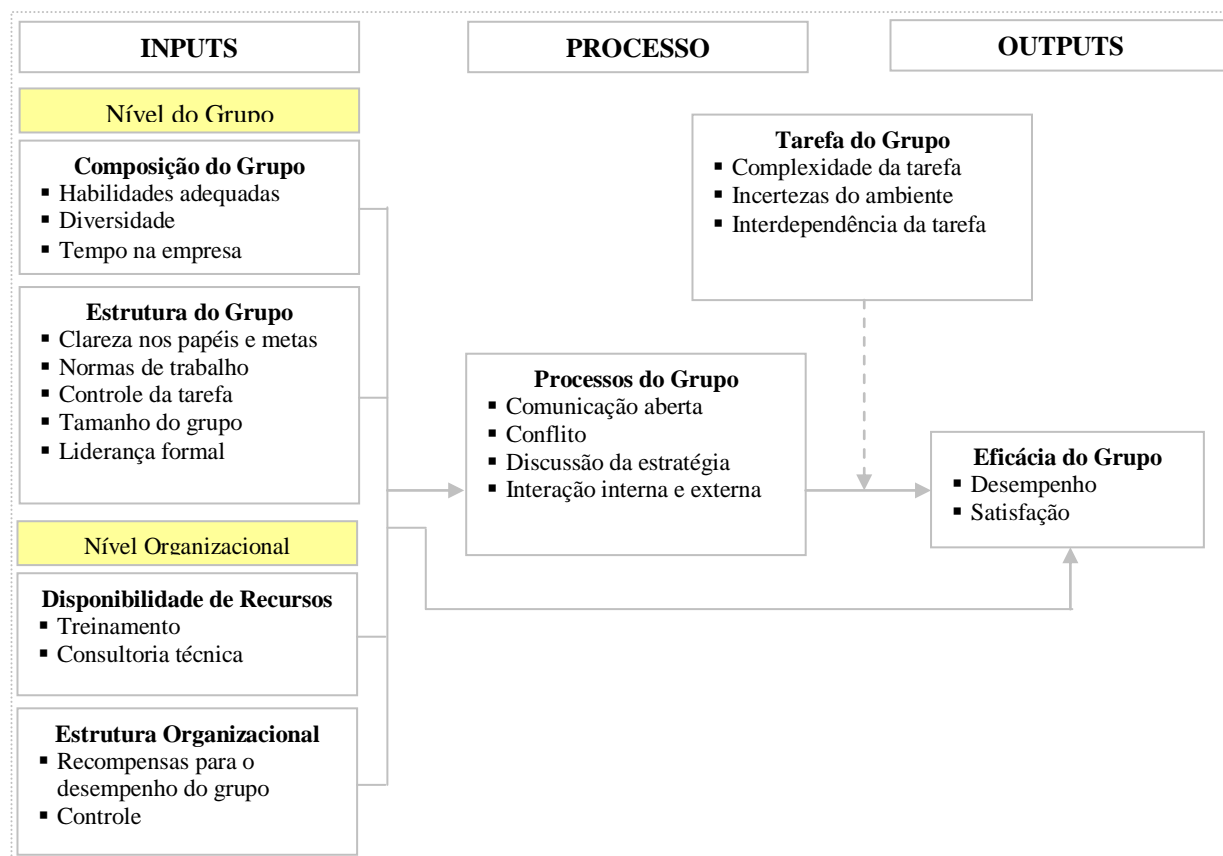 INPUTS
PROCESSO
OUTPUTS
Nível do Grupo
Composição do Grupo
▪ Habilidades adequadas
▪ Diversidade
▪ Tempo na empresa
Estrutura do Grupo
▪ Clareza nos papéis e metas
▪ Normas de trabalho
▪ Controle da tarefa
▪ Tamanho do grupo
▪ Liderança formal
Nível Organizacional
Disponibilidade de Recursos
▪ Treinamento
▪ Consultoria técnica
Estrutura Organizacional
▪ Recompensas para o
desempenho do grupo
▪ Controle
Processos do Grupo
▪ Comunicação aberta
▪ Conflito
▪ Discussão da estratégia
▪ Interação interna e externa
Tarefa do Grupo
▪ Complexidade da tarefa
▪ Incertezas do ambiente
▪ Interdependência da tarefa
Eficácia do Grupo
▪ Desempenho
▪ Satisfação